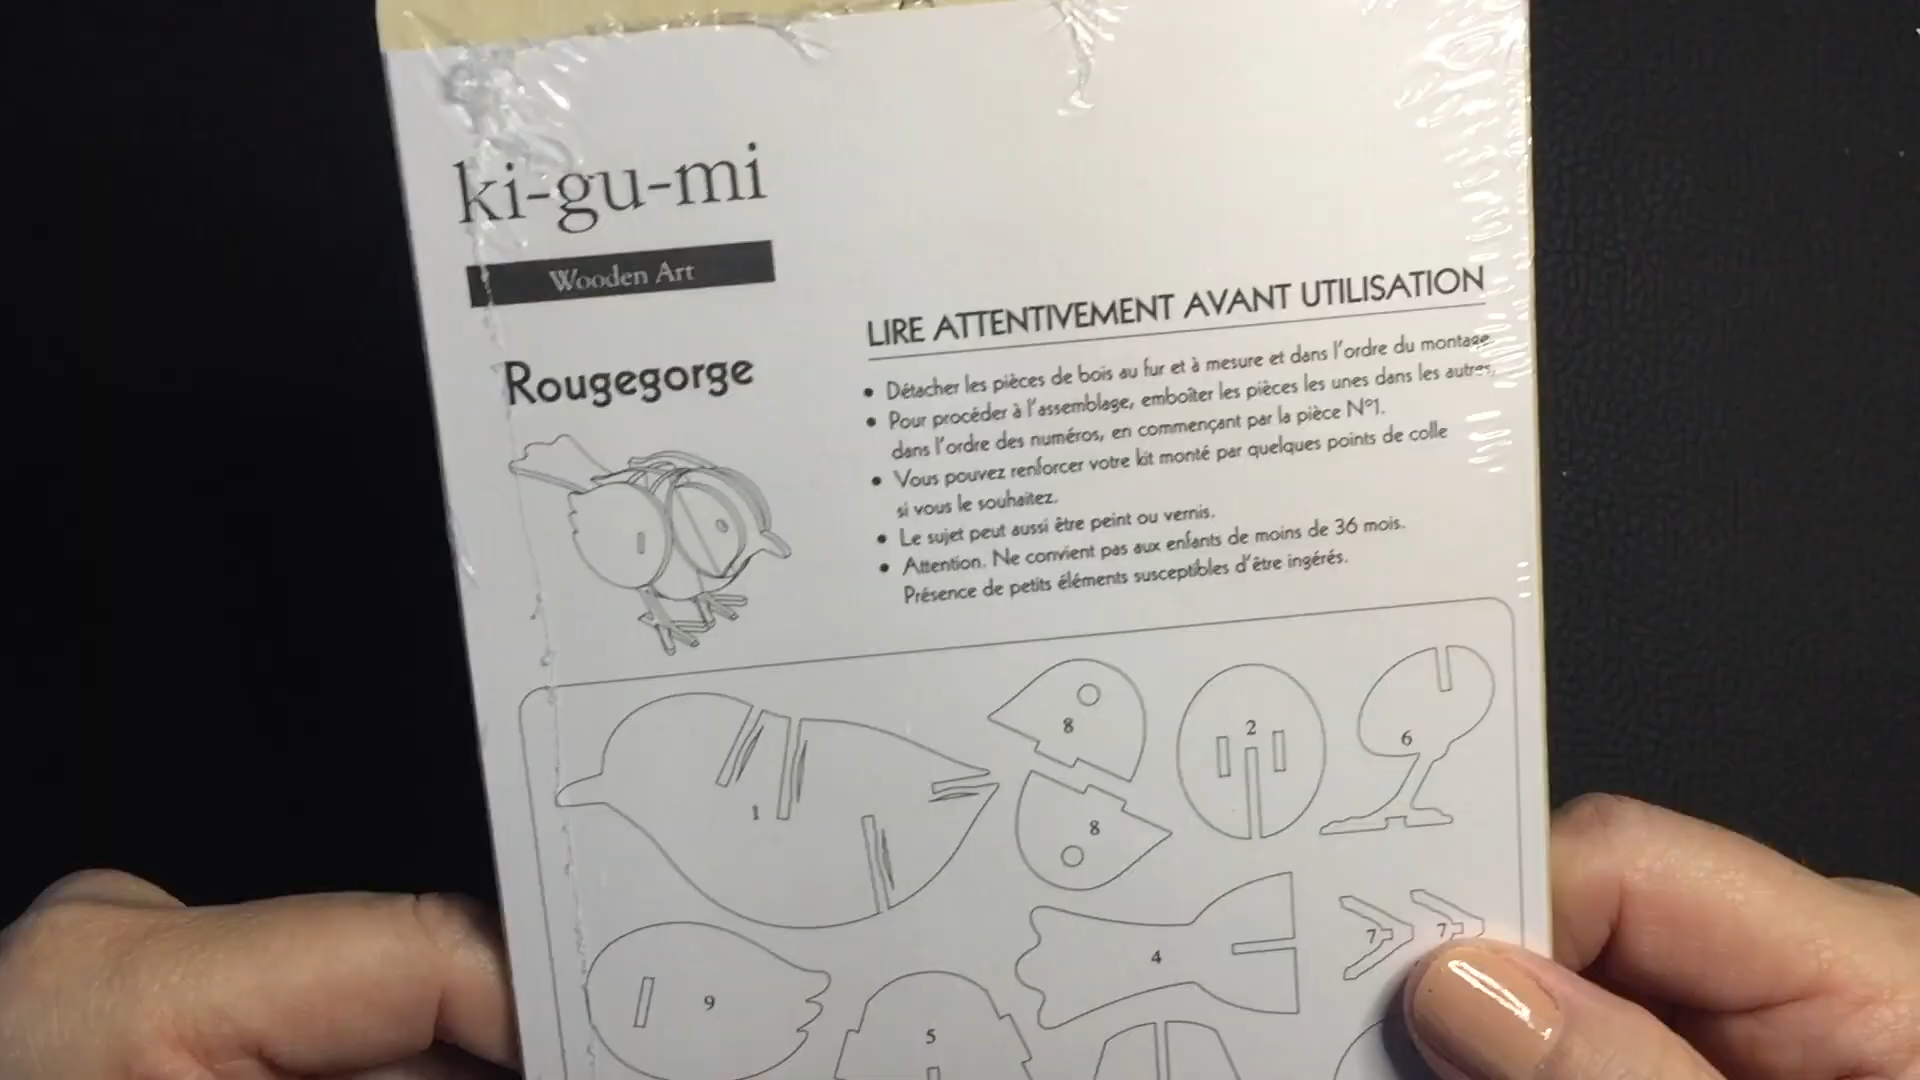 ki-gu-mi
Wooden Art
Rougegorge
LIRE ATTENTIVEMENT AVANT UTILISATION
• Détacher les pièces de bois au fur et à mesure et dans l'ordre du montage.
• Pour procéder à l'assemblage, emboîter les pièces les unes dans les autres,
dans l'ordre des numéros, en commençant par la pièce N°1.
• Vous pouvez renforcer votre kit monté par quelques points de colle
si vous le souhaitez.
• Le sujet peut aussi être peint ou vernis.
• Attention. Ne convient pas aux enfants de moins de 36 mois.
Présence de petits éléments susceptibles d'être ingérés.
8
2
6
1
8
7
7
4
9
5